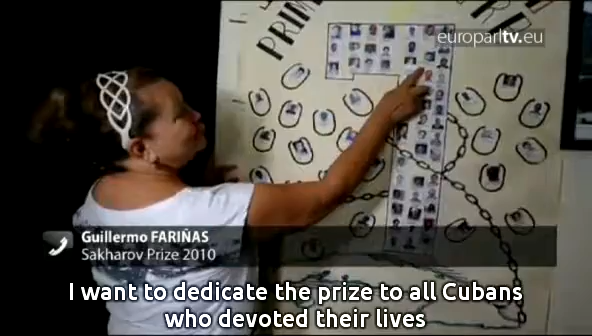 PRIM
europarltv.eu
Guillermo FARIÑAS
Sakharov Prize 2010
I want to dedicate the prize to all Cubans
who devoted their lives